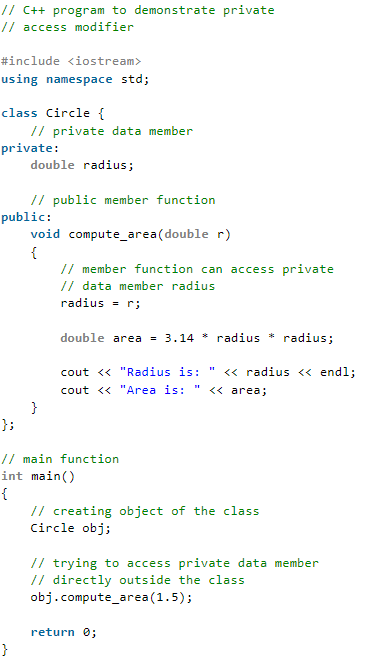 // C++ program to demonstrate private
// access modifier
#include <iostream>
using namespace std;
class Circle {
// private data member
private:
double radius;
// public member function
public:
void compute_area(double r)
{
// member function can access private
// data member radius
radius = r;
double area = 3.14 * radius * radius;
cout << "Radius is: " << radius << endl;
cout << "Area is: " << area;
}
};
// main function
int main()
{
// creating object of the class
Circle obj;
// trying to access private data member
// directly outside the class
obj.compute_area(1.5);
return 0;
}